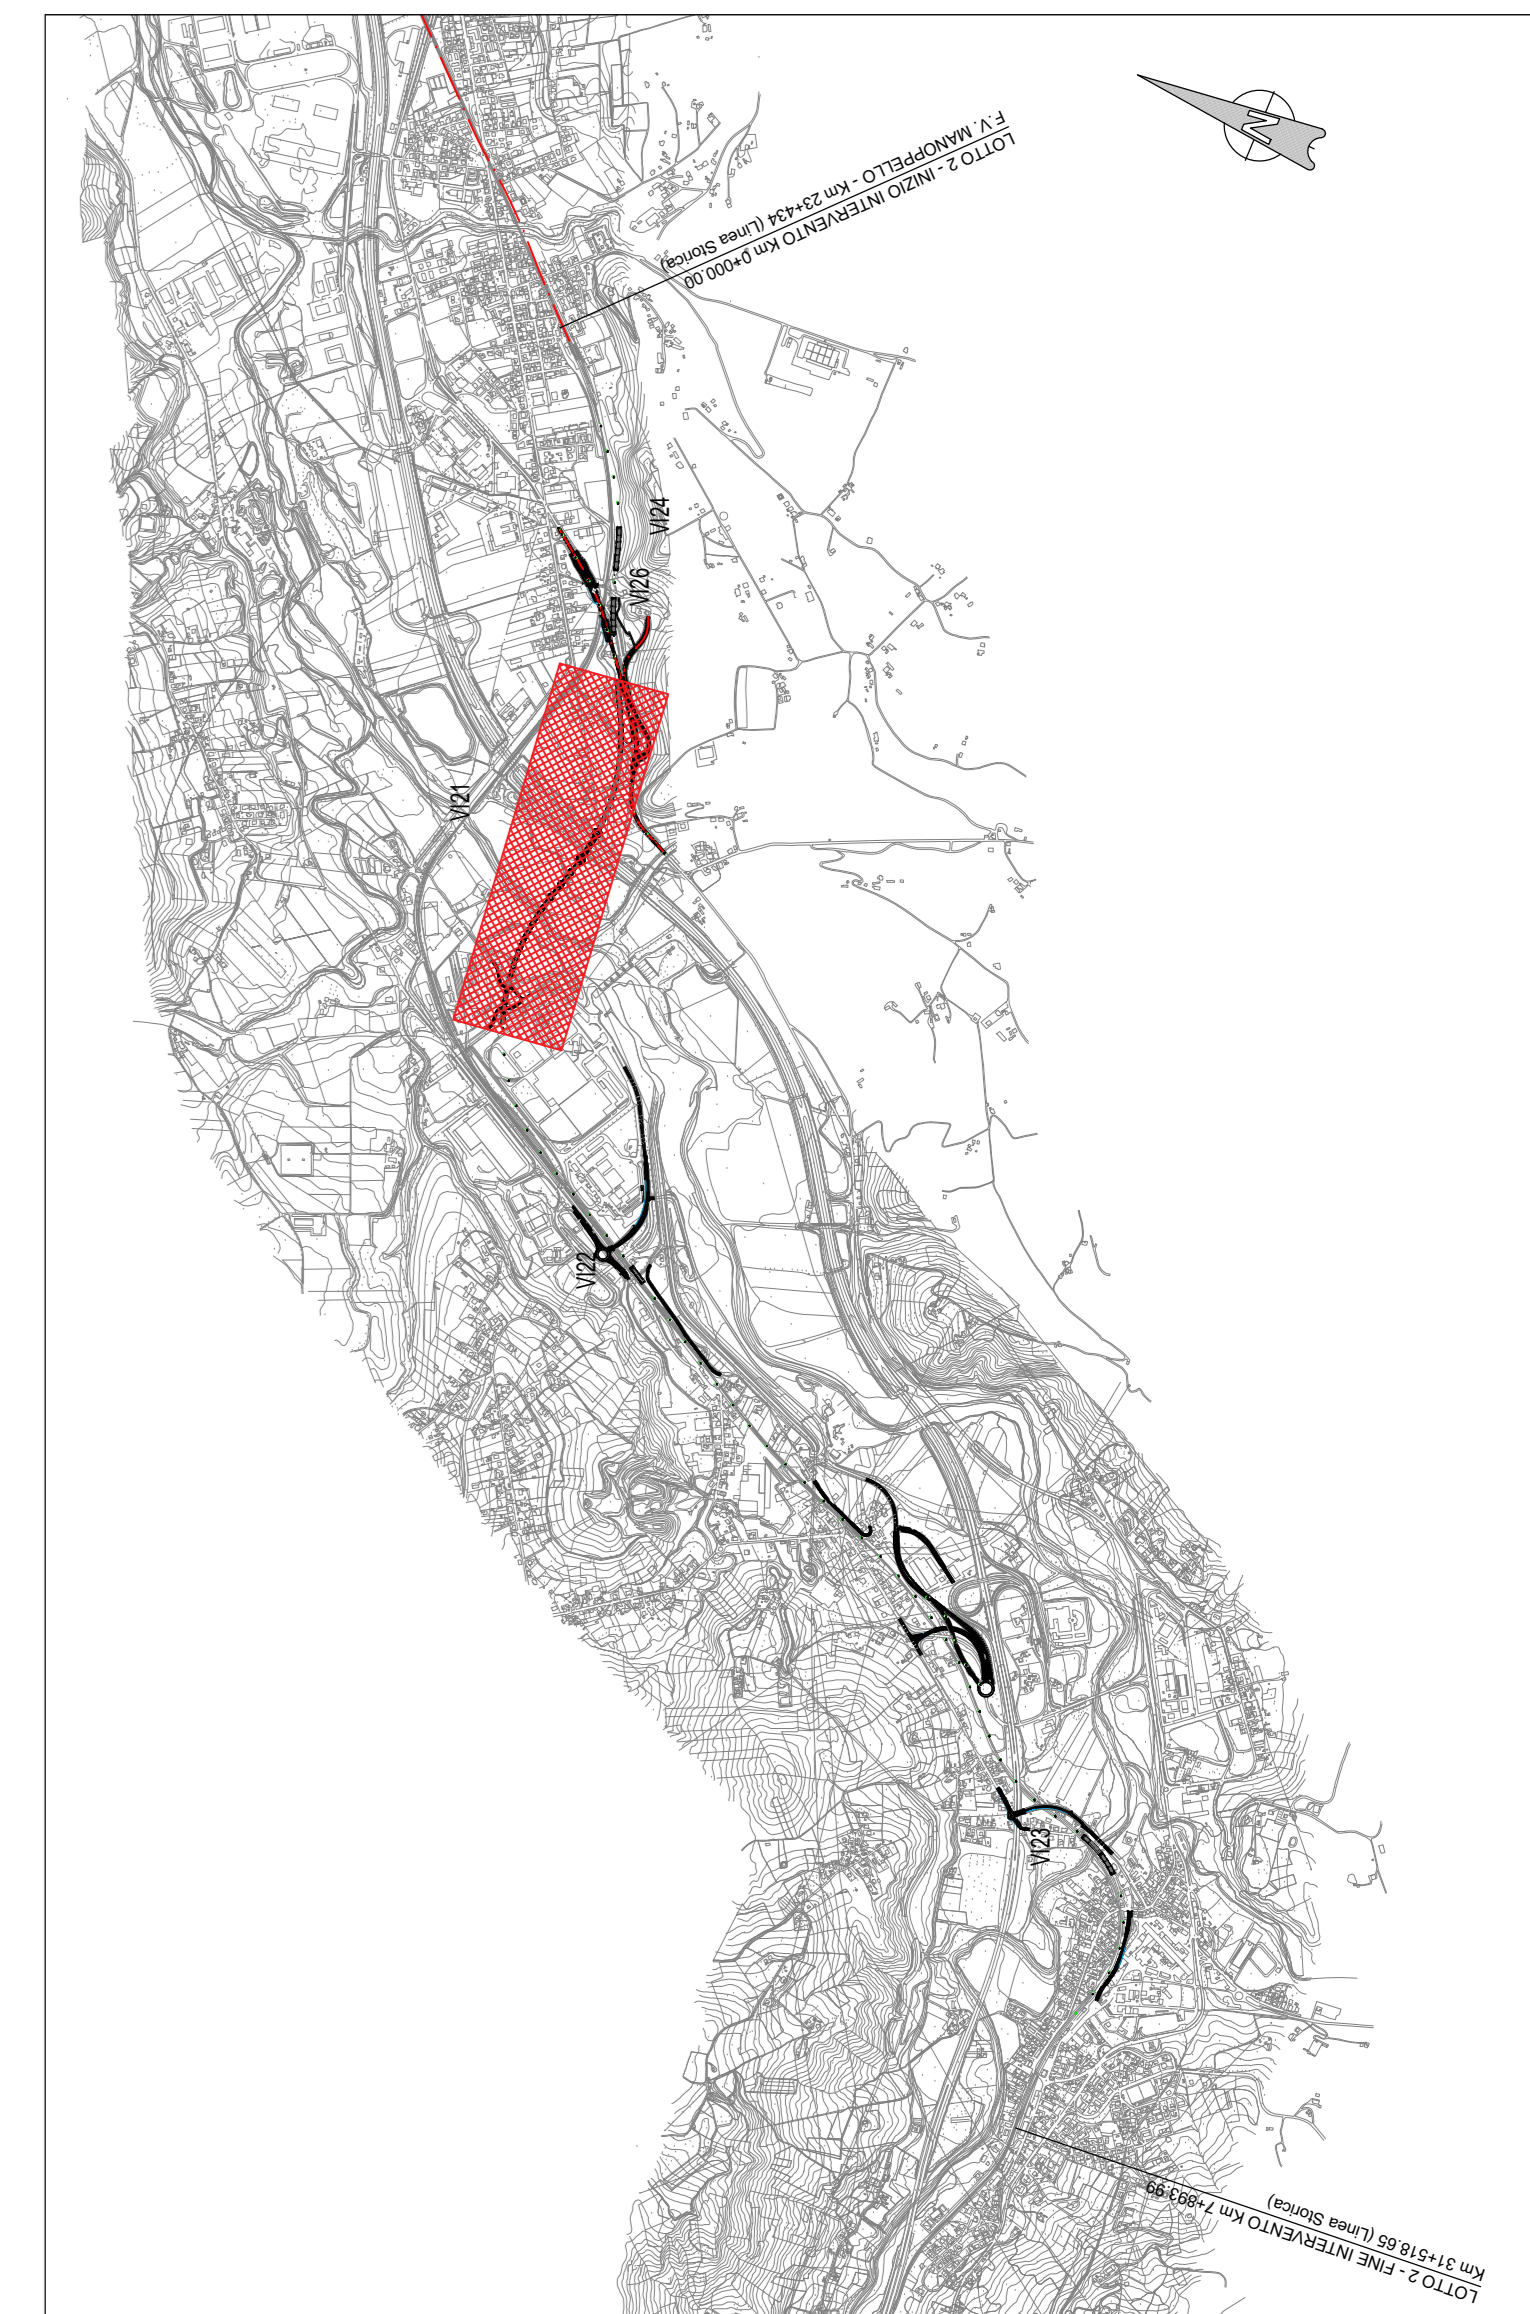 N
LOTTO 2 - INIZIO INTERVENTO Km 0+000.00
F.V. MANOPPELLO - Km 23+434 (Linea Storica)
VI24
VI26
VI21
VI22
VI23
LOTTO 2 - FINE INTERVENTO Km 7+893.99
Km 31+518.65 (Linea Storica)